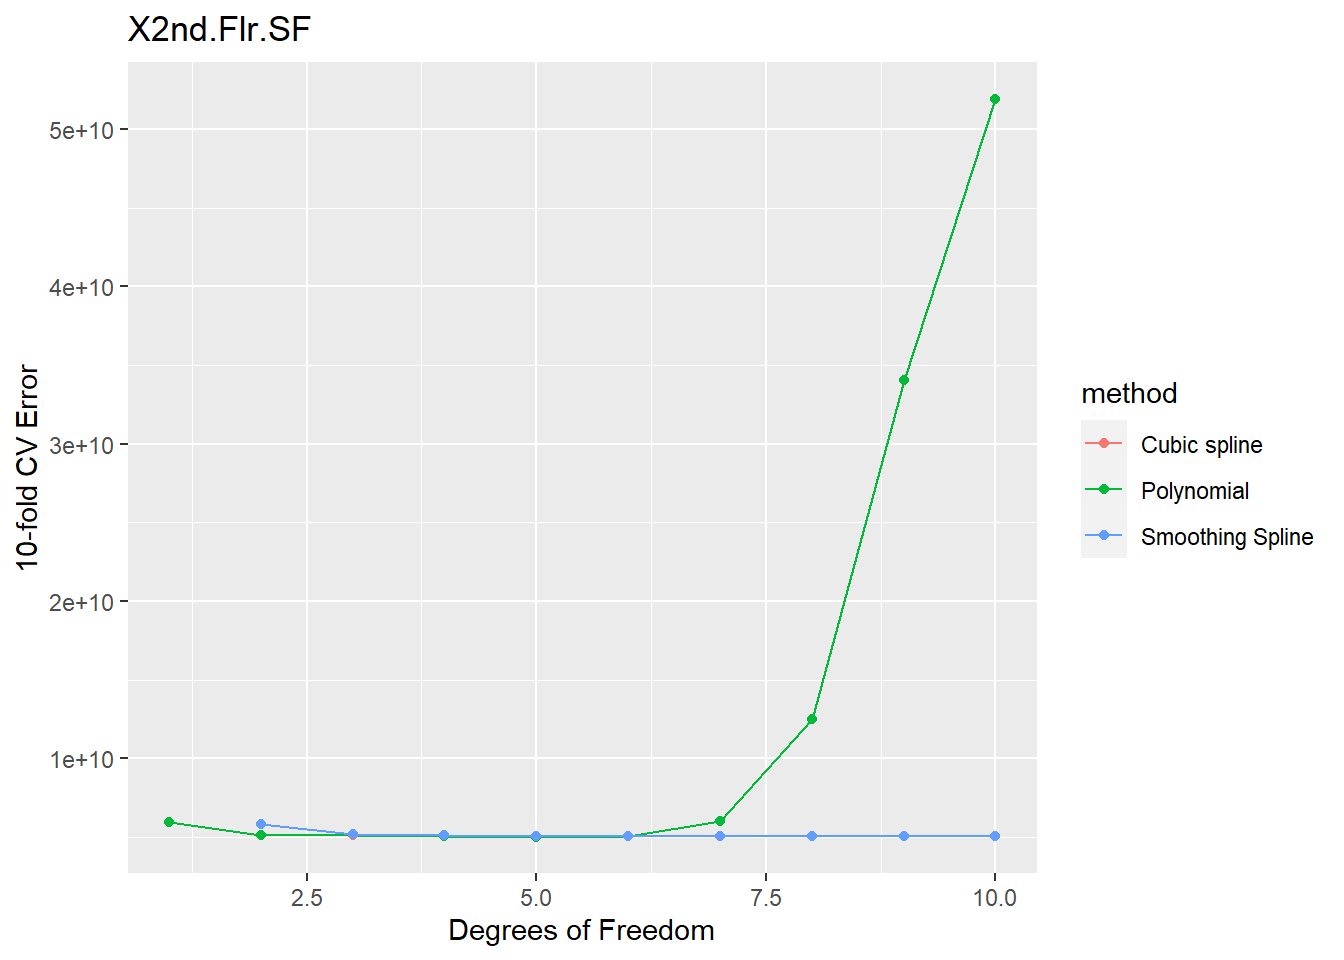 X2nd.Flr.SF
5e+10
4e+10
3e+10
2e+10
1e+10
10-fold CV Error
2.5 5.0 7.5 10.0
Degrees of Freedom
method
Cubic spline
Polynomial
Smoothing Spline